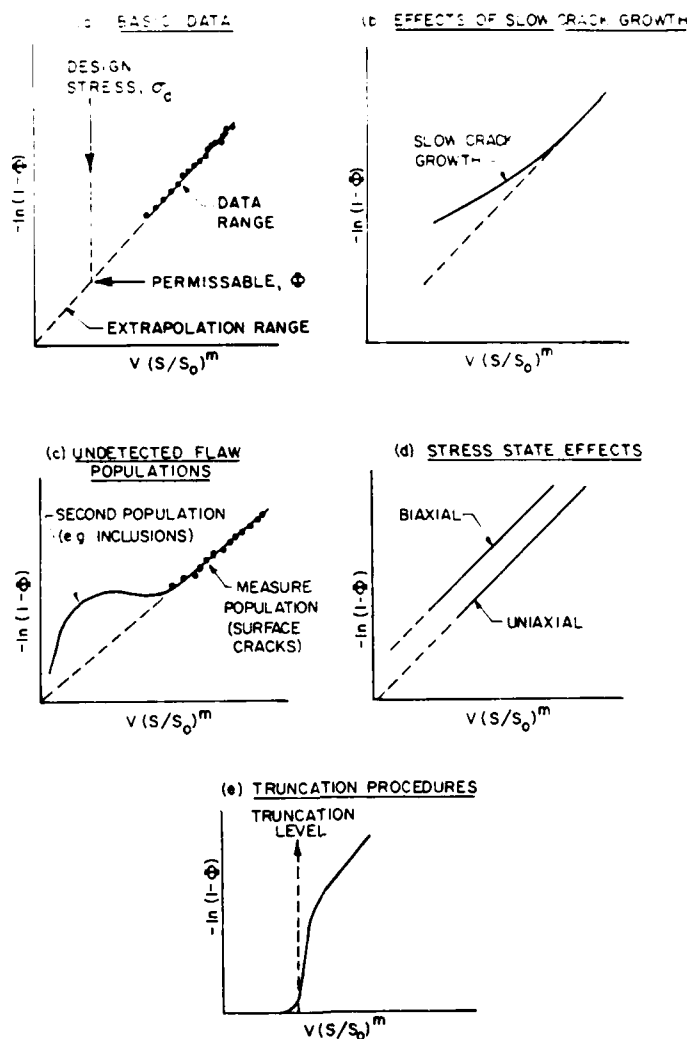 BASIC DATA
DESIGN
STRESS, σd
-ln(1-Φ)
DATA
RANGE
PERMISSABLE, Φ
EXTRAPOLATION RANGE
V(S/S₀)ᵐ
(b) EFFECTS OF SLOW CRACK GROWTH
SLOW CRACK
GROWTH
-ln(1-Φ)
V(S/S₀)ᵐ
(c) UNDETECTED FLAW
POPULATIONS
SECOND POPULATION
(e g INCLUSIONS)
-ln(1-Φ)
MEASURE
POPULATION
(SURFACE
CRACKS)
V(S/S₀)ᵐ
(d) STRESS STATE EFFECTS
BIAXIAL
-ln(1-Φ)
UNIAXIAL
V(S/S₀)ᵐ
(e) TRUNCATION PROCEDURES
TRUNCATION
LEVEL
-ln(1-Φ)
V(S/S₀)ᵐ